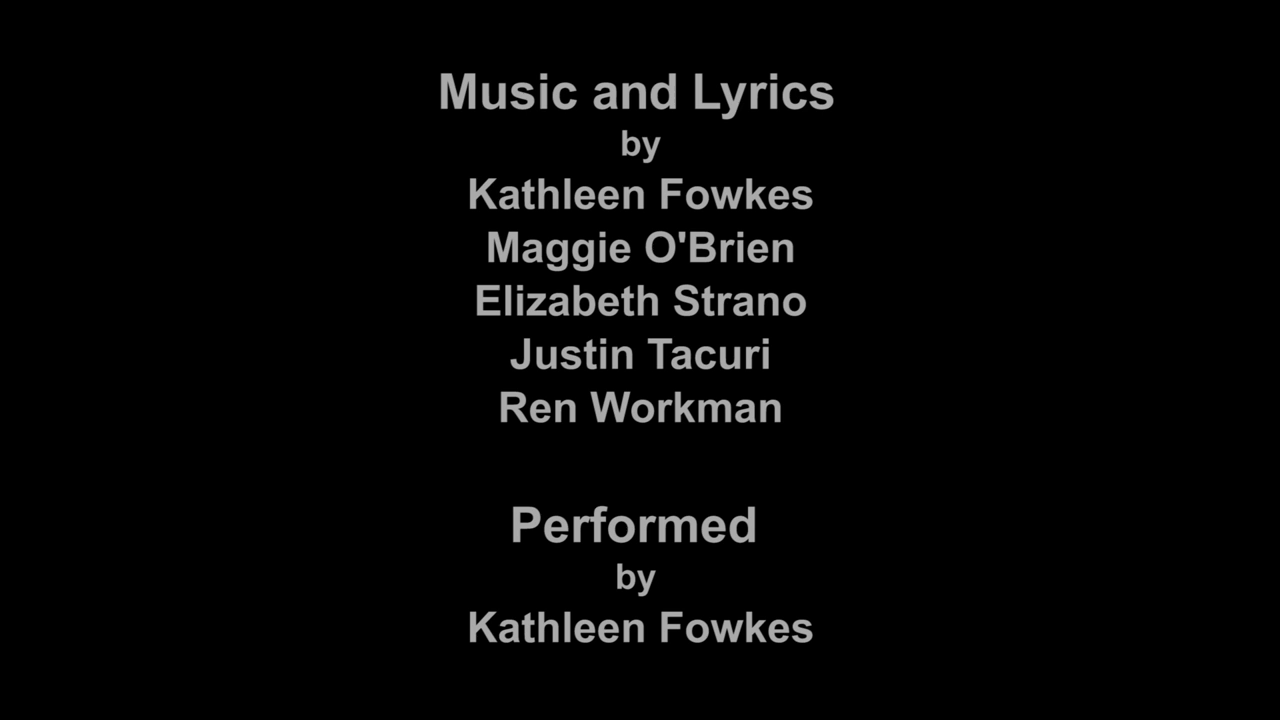 Music and Lyrics
by
Kathleen Fowkes
Maggie O'Brien
Elizabeth Strano
Justin Tacuri
Ren Workman
Performed
by
Kathleen Fowkes